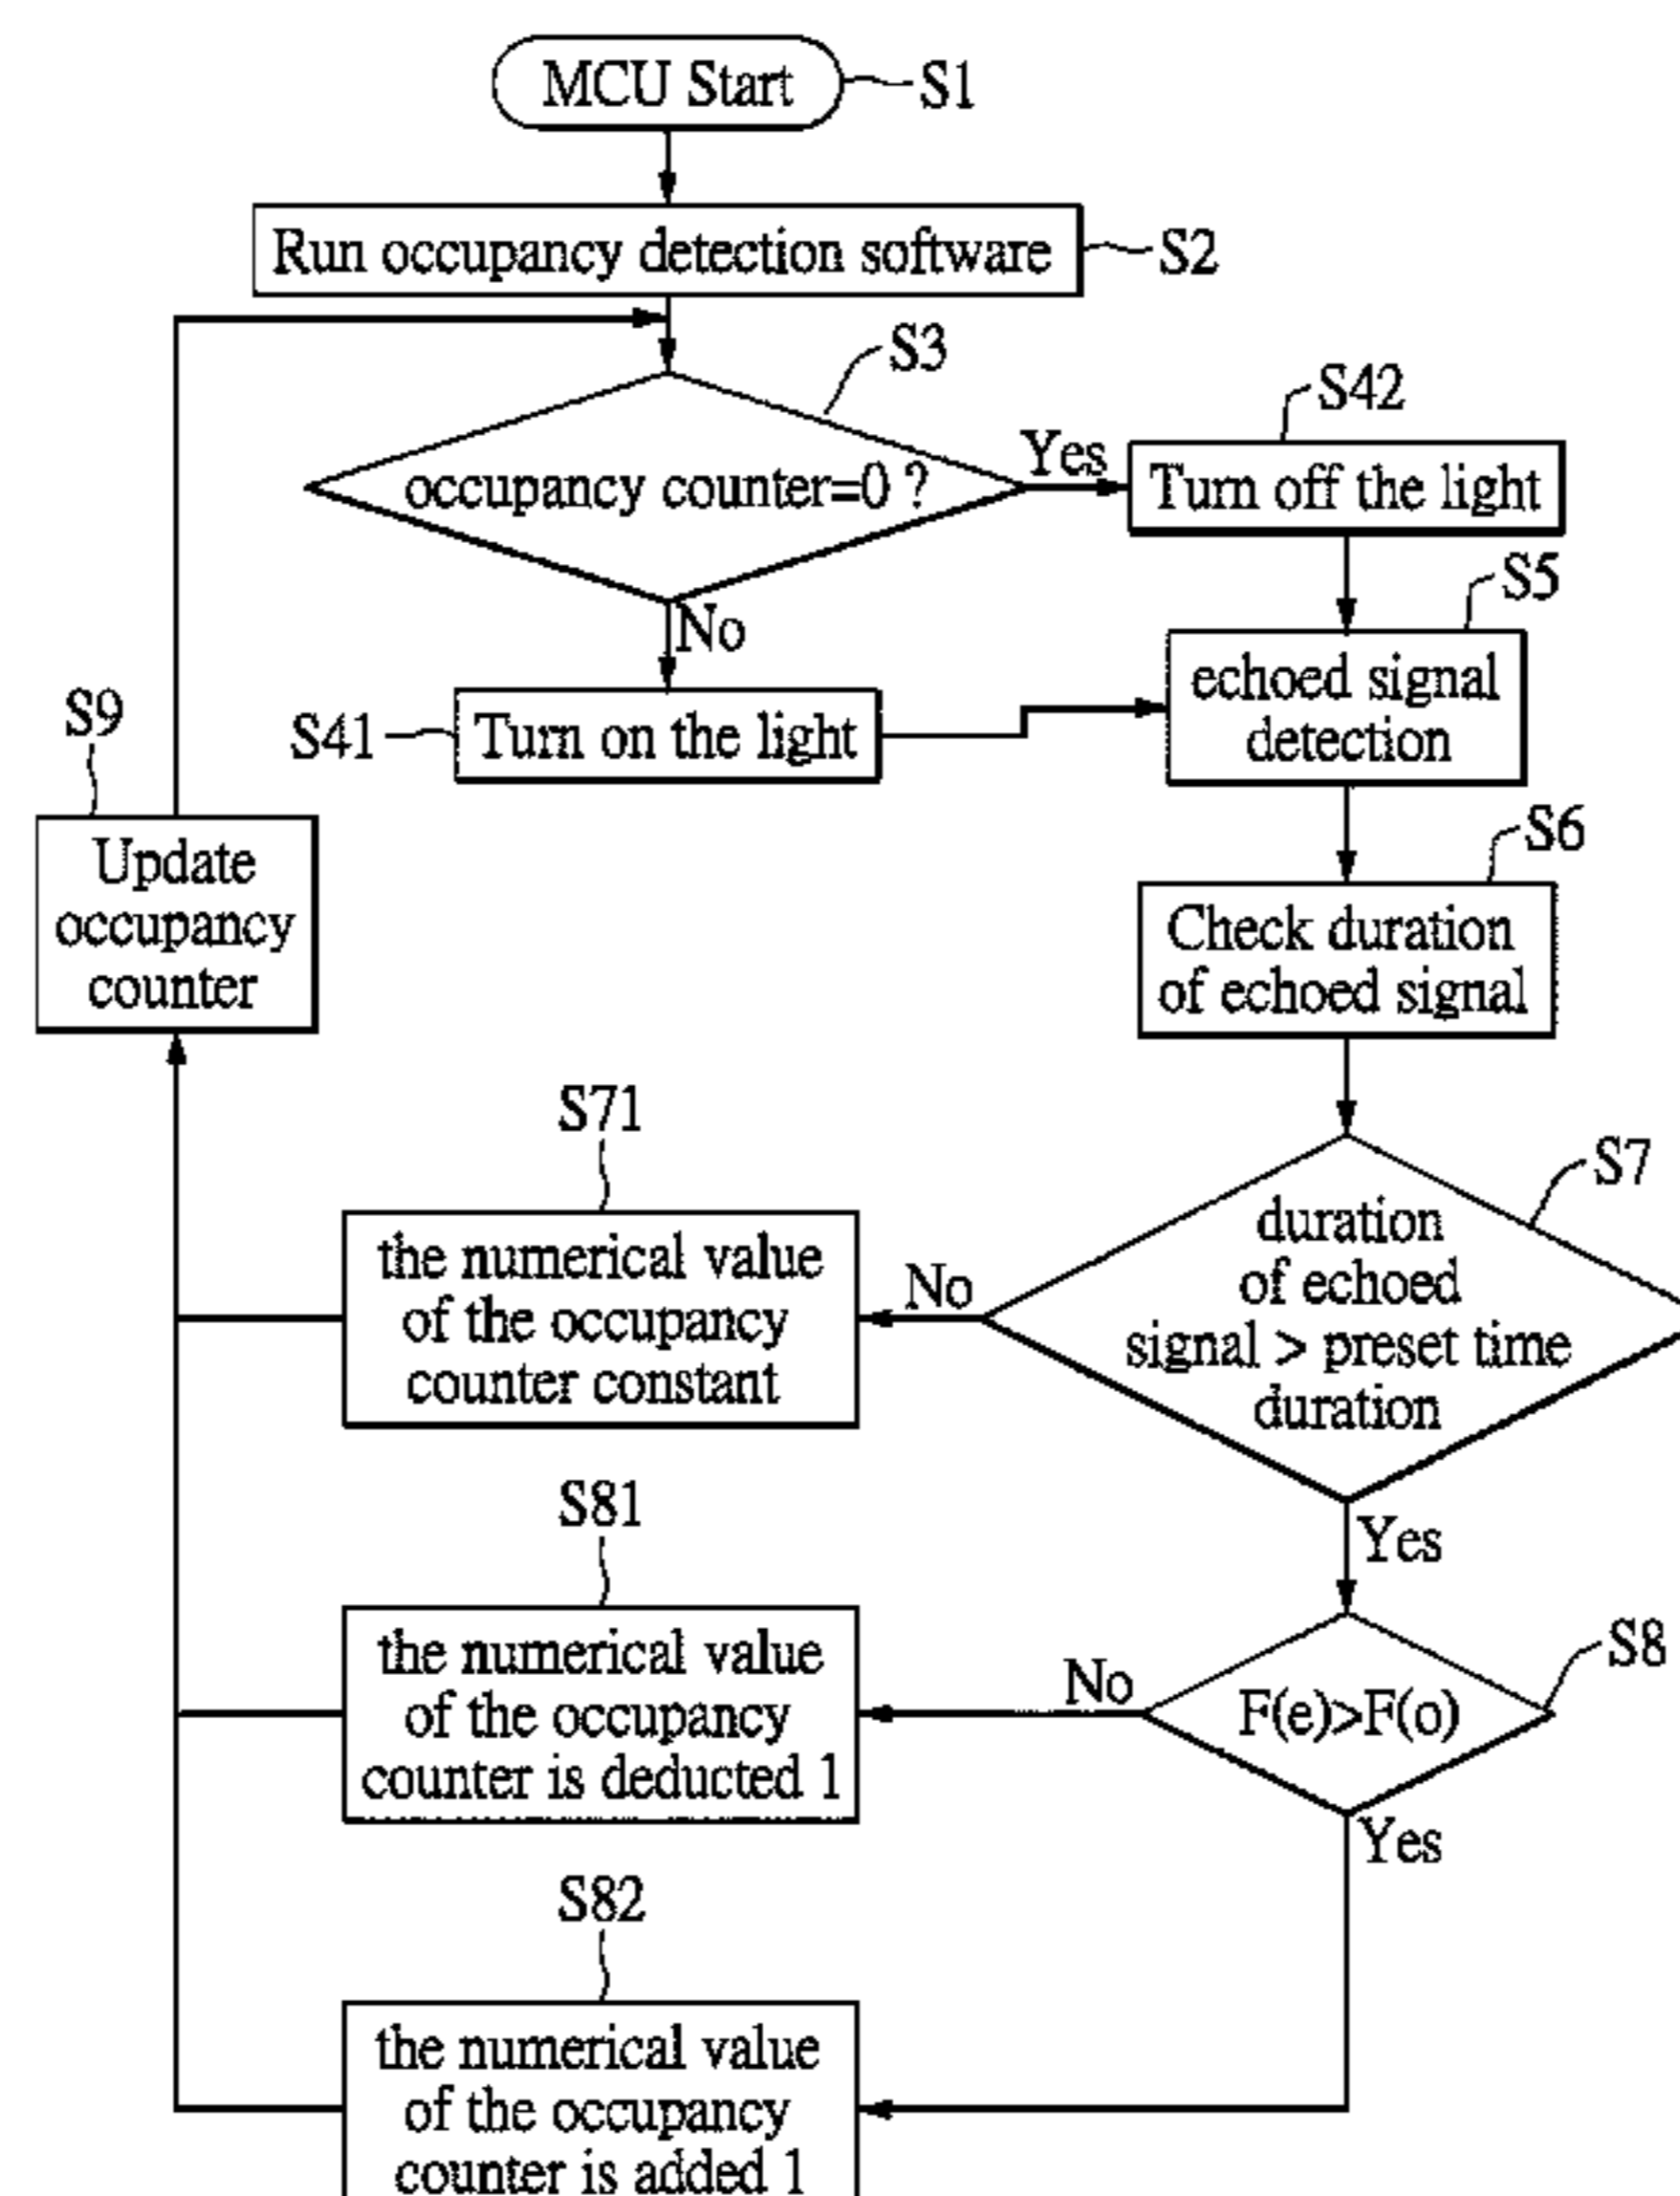 MCU Start
S1
Run occupancy detection software
S2
S3
occupancy counter=0 ?
Yes
S42
Turn off the light
No
S41
Turn on the light
S5
echoed signal
detection
S9
Update
occupancy
counter
S6
Check duration
of echoed signal
S7
duration
of echoed
signal > preset time
duration
No
S71
the numerical value
of the occupancy
counter constant
Yes
S8
F(e)>F(o)
No
S81
the numerical value
of the occupancy
counter is deducted 1
Yes
S82
the numerical value
of the occupancy
counter is added 1